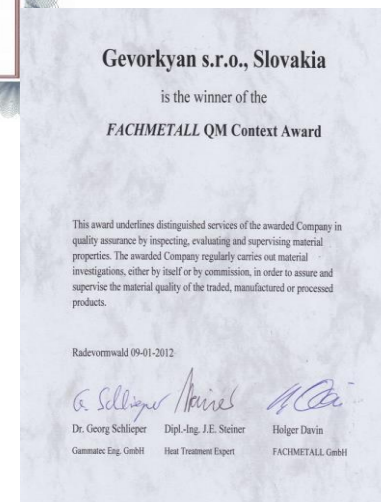 Gevorkyan s.r.o., Slovakia
is the winner of the
FACHMETALL QM Context Award
This award underlines distinguished services of the awarded Company in
quality assurance by inspecting, evaluating and supervising material
properties. The awarded Company regularly carries out material
investigations, either by itself or by commission, in order to assure and
supervise the material quality of the traded, manufactured or processed
products.
Radevormwald 09-01-2012
G. Schlieper
Dr. Georg Schlieper Dipl.-Ing. J.E. Steiner Holger Davin
Gammatec Eng. GmbH Heat Treatment Expert FACHMETALL GmbH